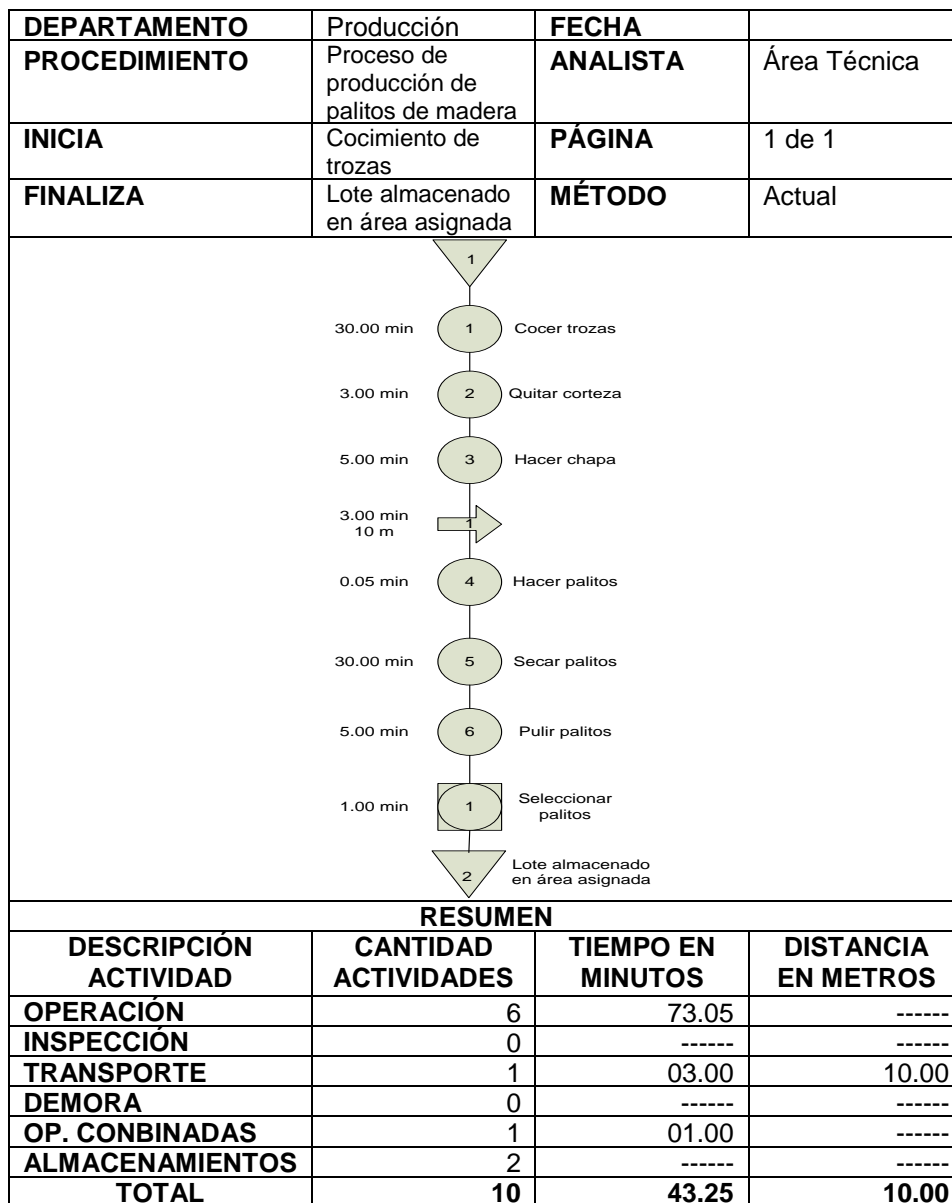 DEPARTAMENTO Producción FECHA
PROCEDIMIENTO Proceso de producción de palitos de madera ANALISTA Área Técnica
INICIA Cocimiento de trozas PÁGINA 1 de 1
FINALIZA Lote almacenado en área asignada MÉTODO Actual
1
30.00 min 1 Cocer trozas
3.00 min 2 Quitar corteza
5.00 min 3 Hacer chapa
3.00 min
10 m 1
0.05 min 4 Hacer palitos
30.00 min 5 Secar palitos
5.00 min 6 Pulir palitos
1.00 min 1 Seleccionar
palitos
2 Lote almacenado
en área asignada
RESUMEN
DESCRIPCIÓN ACTIVIDAD CANTIDAD ACTIVIDADES TIEMPO EN MINUTOS DISTANCIA EN METROS
OPERACIÓN 6 73.05 ------
INSPECCIÓN 0 ------ ------
TRANSPORTE 1 03.00 10.00
DEMORA 0 ------ ------
OP. CONBINADAS 1 01.00 ------
ALMACENAMIENTOS 2 ------ ------
TOTAL 10 43.25 10.00